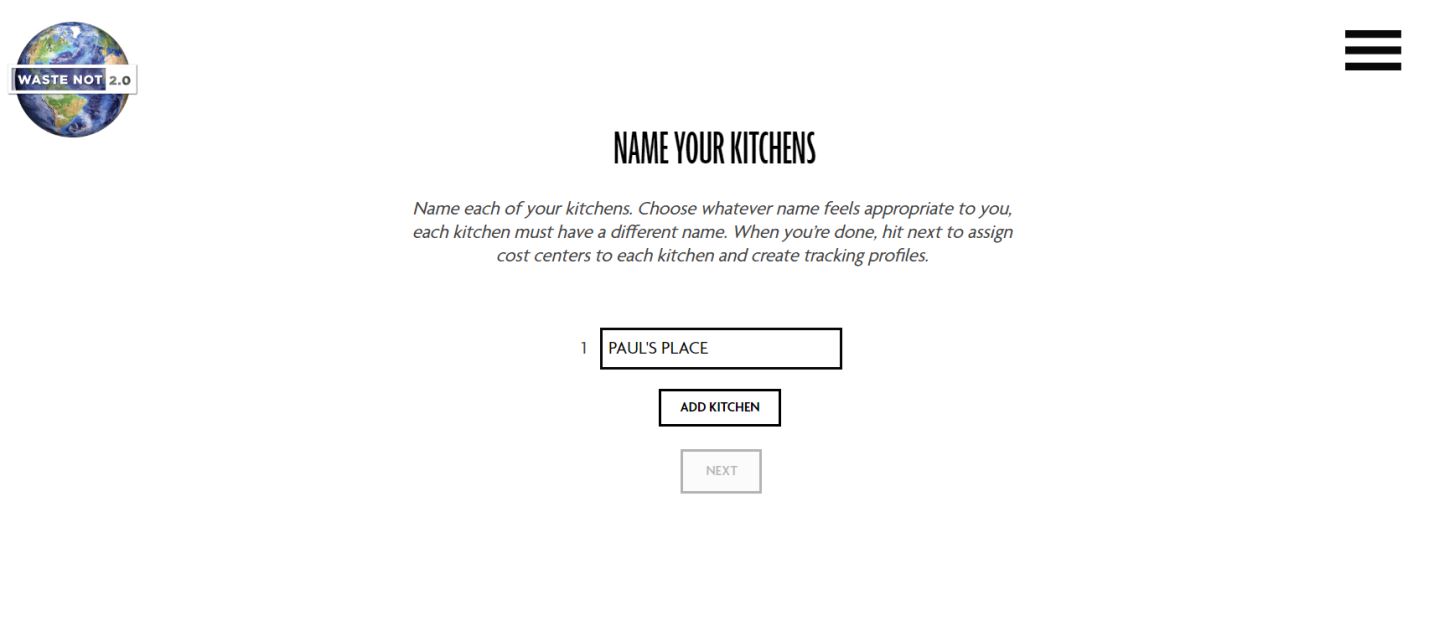 WASTE NOT 2.0
NAME YOUR KITCHENS
Name each of your kitchens. Choose whatever name feels appropriate to you,
each kitchen must have a different name. When you're done, hit next to assign
cost centers to each kitchen and create tracking profiles.
1 PAUL'S PLACE
ADD KITCHEN
NEXT